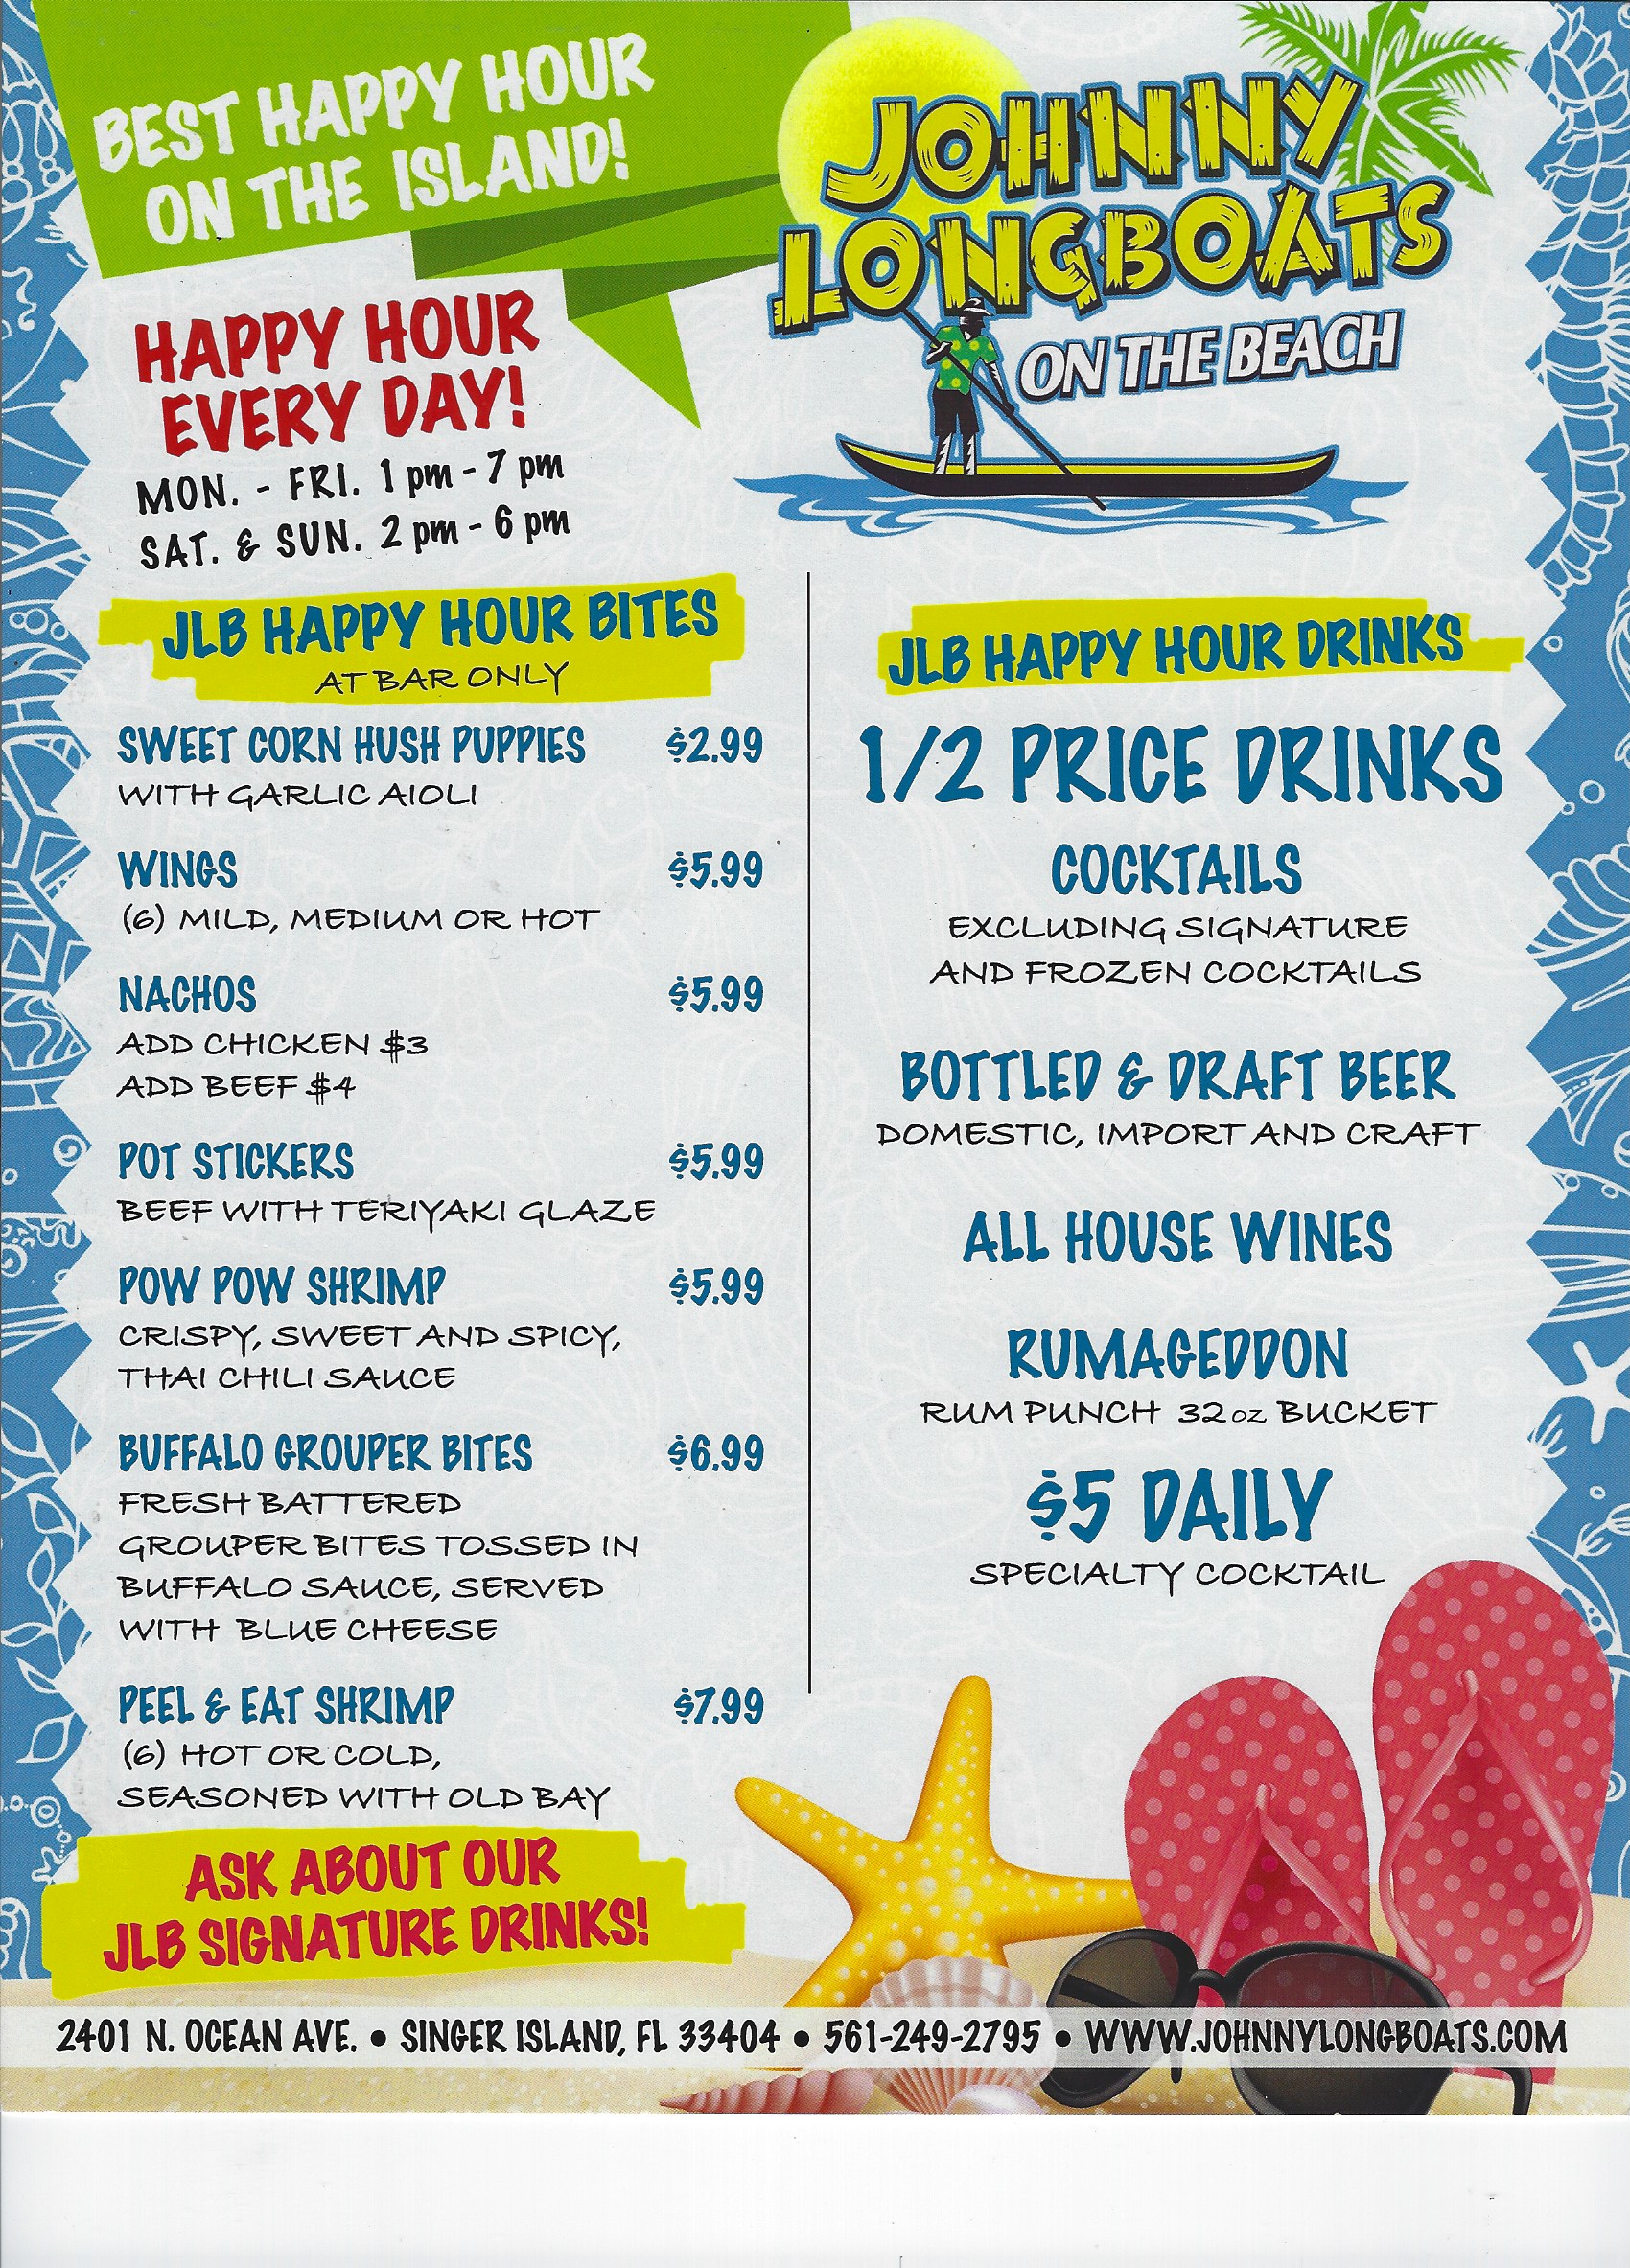 BEST HAPPY HOUR
ON THE ISLAND!
JOHNNY
LONGBOATS
ON THE BEACH
HAPPY HOUR
EVERY DAY!
MON. - FRI. 1 pm - 7 pm
SAT. & SUN. 2 pm - 6 pm
JLB HAPPY HOUR BITES
AT BAR ONLY
SWEET CORN HUSH PUPPIES $2.99
WITH GARLIC AIOLI
WINGS $5.99
(6) MILD, MEDIUM OR HOT
NACHOS $5.99
ADD CHICKEN $3
ADD BEEF $4
POT STICKERS $5.99
BEEF WITH TERIYAKI GLAZE
POW POW SHRIMP $5.99
CRISPY, SWEET AND SPICY,
THAI CHILI SAUCE
BUFFALO GROUPER BITES $6.99
FRESH BATTERED
GROUPER BITES TOSSED IN
BUFFALO SAUCE, SERVED
WITH BLUE CHEESE
PEEL & EAT SHRIMP $7.99
(6) HOT OR COLD,
SEASONED WITH OLD BAY
ASK ABOUT OUR
JLB SIGNATURE DRINKS!
JLB HAPPY HOUR DRINKS
1/2 PRICE DRINKS
COCKTAILS
EXCLUDING SIGNATURE
AND FROZEN COCKTAILS
BOTTLED & DRAFT BEER
DOMESTIC, IMPORT AND CRAFT
ALL HOUSE WINES
RUMAGEDDON
RUM PUNCH 32oz BUCKET
$5 DAILY
SPECIALTY COCKTAIL
2401 N. OCEAN AVE. • SINGER ISLAND, FL 33404 • 561-249-2795 • WWW.JOHNNYLONGBOATS.COM